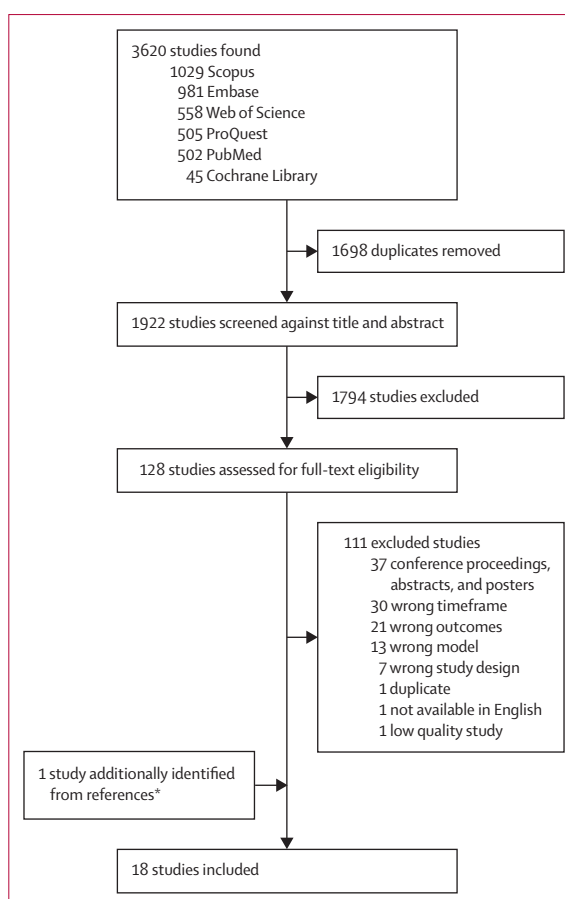 3620 studies found
1029 Scopus
981 Embase
558 Web of Science
505 ProQuest
502 PubMed
45 Cochrane Library
1698 duplicates removed
1922 studies screened against title and abstract
1794 studies excluded
128 studies assessed for full-text eligibility
111 excluded studies
37 conference proceedings,
abstracts, and posters
30 wrong timeframe
21 wrong outcomes
13 wrong model
7 wrong study design
1 duplicate
1 not available in English
1 low quality study
1 study additionally identified
from references*
18 studies included